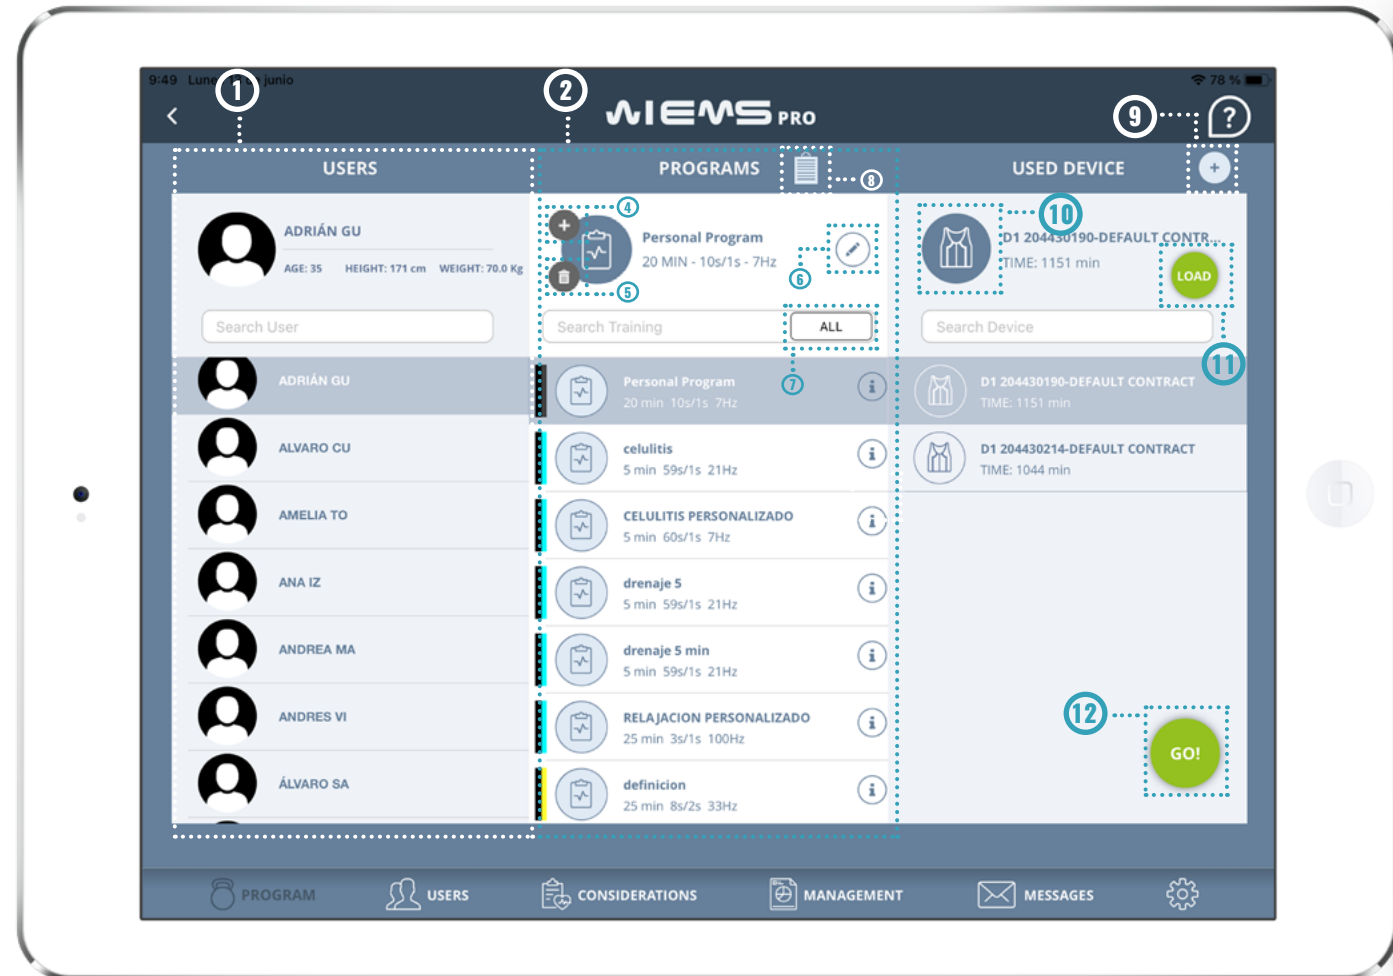 9:49 Lunes de junio
78 %
1
2
WIEMS PRO
9
?
USERS
PROGRAMS
8
USED DEVICE
+
ADRIÁN GU
AGE: 35 HEIGHT: 171 cm WEIGHT: 70.0 Kg
4
+
5
Personal Program
20 MIN - 10s/1s - 7Hz
6
10
D1 204430190-DEFAULT CONTR...
TIME: 1151 min
LOAD
11
Search User
Search Training
ALL
7
Search Device
ADRIÁN GU
ALVARO CU
AMELIA TO
ANA IZ
ANDREA MA
ANDRES VI
ÁLVARO SA
Personal Program
20 min 10s/1s 7Hz
i
celulitis
5 min 59s/1s 21Hz
i
CELULITIS PERSONALIZADO
5 min 60s/1s 7Hz
i
drenaje 5
5 min 59s/1s 21Hz
i
drenaje 5 min
5 min 59s/1s 21Hz
i
RELAJACION PERSONALIZADO
25 min 3s/1s 100Hz
i
definicion
25 min 8s/2s 33Hz
i
D1 204430190-DEFAULT CONTRACT
TIME: 1151 min
D1 204430214-DEFAULT CONTRACT
TIME: 1044 min
12
GO!
PROGRAM
USERS
CONSIDERATIONS
MANAGEMENT
MESSAGES